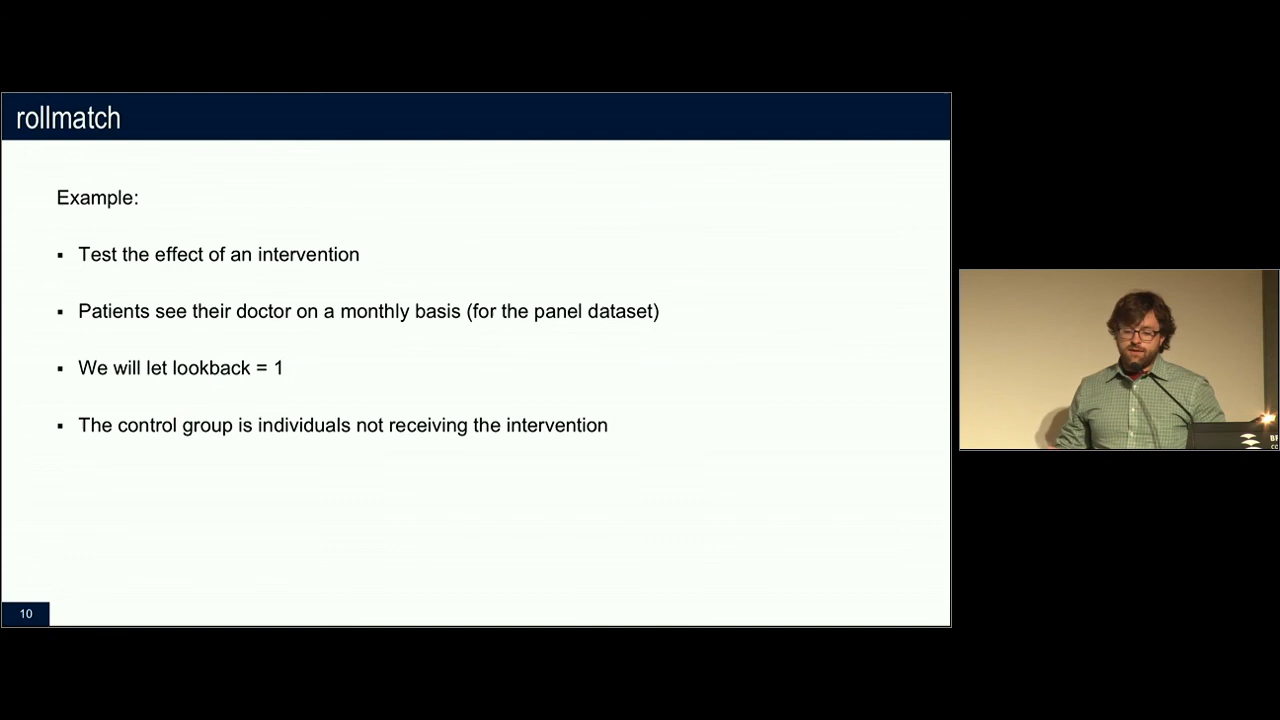 rollmatch
Example:
▪ Test the effect of an intervention
▪ Patients see their doctor on a monthly basis (for the panel dataset)
▪ We will let lookback = 1
▪ The control group is individuals not receiving the intervention
10